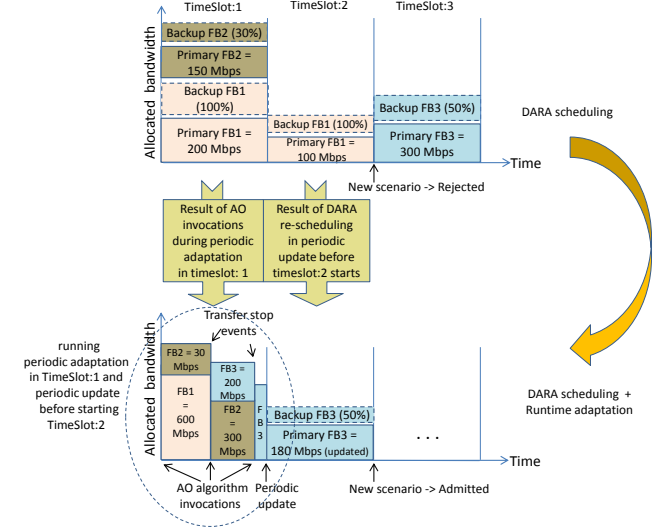 TimeSlot:1
TimeSlot:2
TimeSlot:3
Allocated bandwidth
Backup FB2 (30%)
Primary FB2 =
150 Mbps
Backup FB1
(100%)
Primary FB1 =
200 Mbps
Backup FB1 (100%)
Primary FB1 =
100 Mbps
Backup FB3 (50%)
Primary FB3 =
300 Mbps
Time
New scenario -> Rejected
DARA scheduling
Result of AO
invocations
during periodic
adaptation
in timeslot: 1
Result of DARA
re-scheduling
in periodic
update before
timeslot:2 starts
running
periodic adaptation
in TimeSlot:1 and
periodic update
before starting
TimeSlot:2
Allocated bandwidth
Transfer stop
events
FB2 = 30
Mbps
FB1
=
600
Mbps
FB3 =
200
Mbps
FB2
=
300
Mbps
F
B
3
Backup FB3 (50%)
Primary FB3 =
180 Mbps (updated)
. . .
Time
AO algorithm
invocations
Periodic
update
New scenario -> Admitted
DARA scheduling +
Runtime adaptation